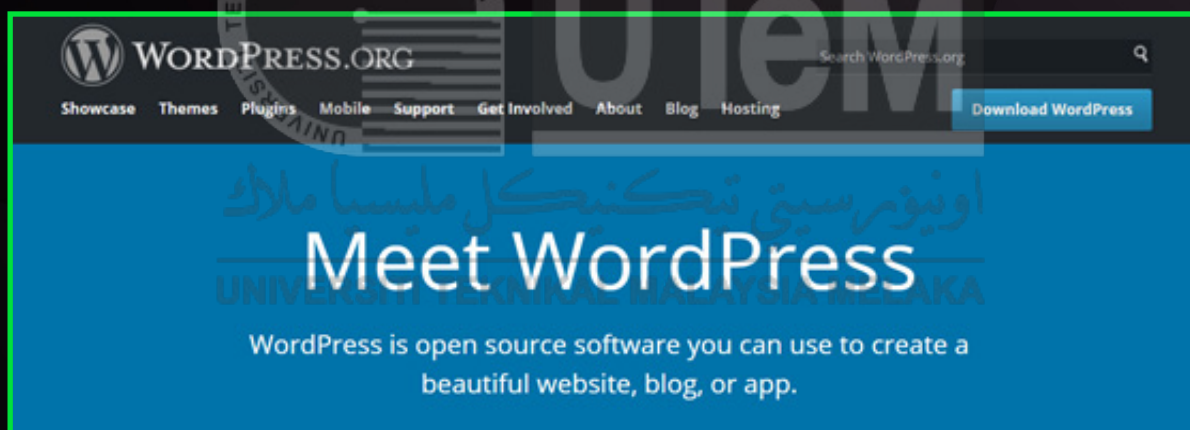 UTeM
WORDPRESS.ORG
Search WordPress.org
Showcase Themes Plugins Mobile Support Get Involved About Blog Hosting
Download WordPress
اونيۏرسيتي تيکنيکل مليسيا ملاك
Meet WordPress
UNIVERSITI TEKNIKAL MALAYSIA MELAKA
WordPress is open source software you can use to create a
beautiful website, blog, or app.